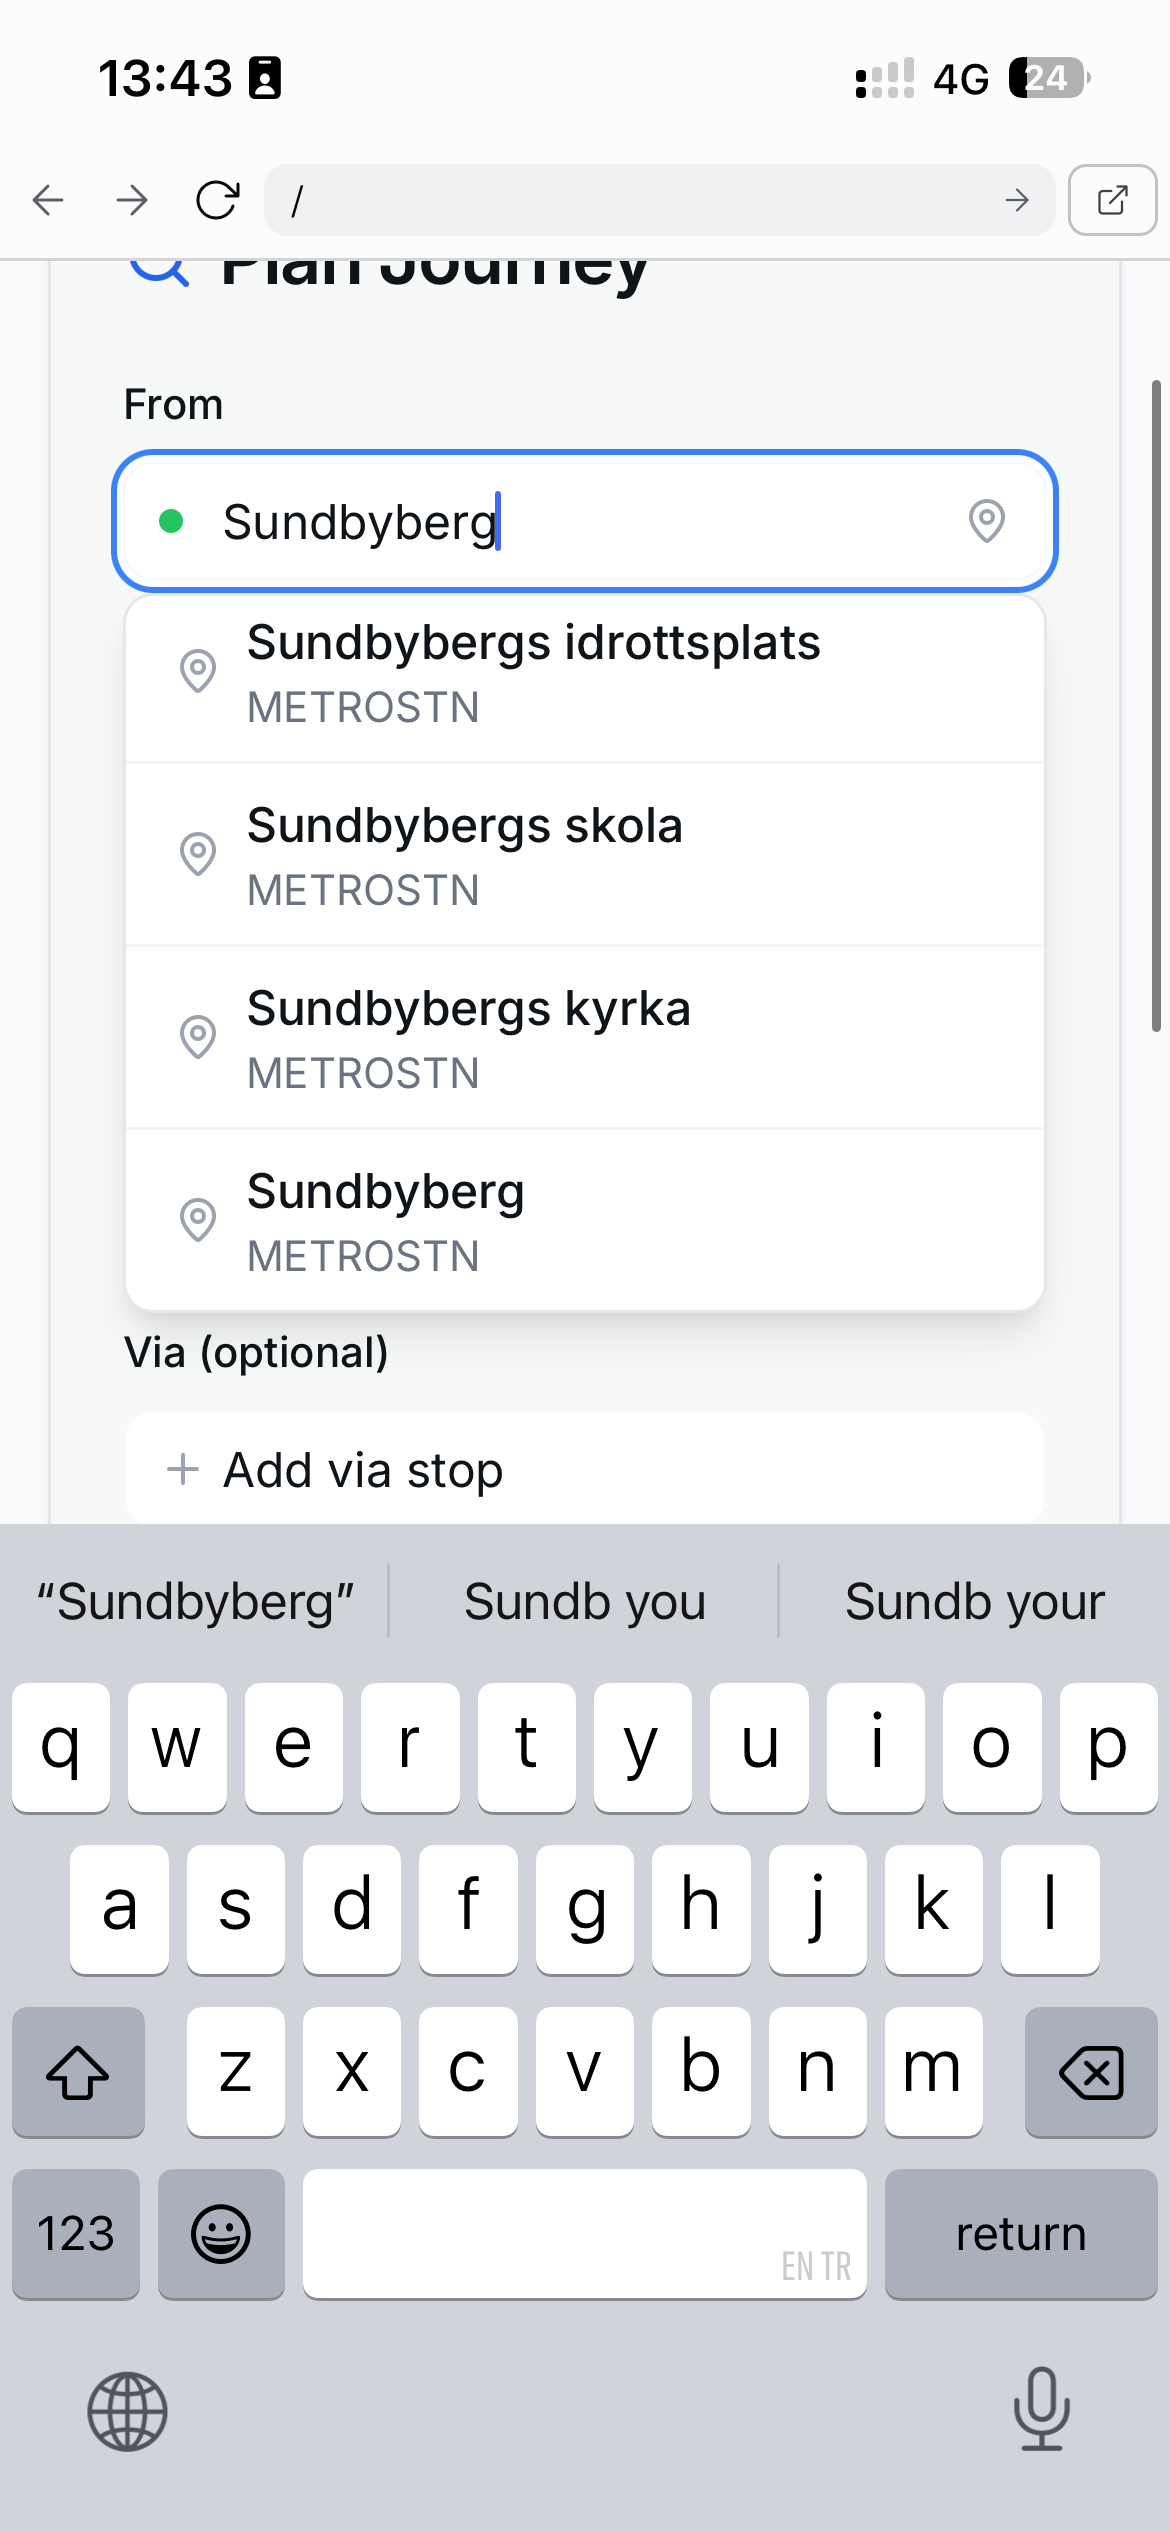 13:43
4G 24
/
Plan Journey
From
Sundbyberg
Sundbybergs idrottsplats
METROSTN
Sundbybergs skola
METROSTN
Sundbybergs kyrka
METROSTN
Sundbyberg
METROSTN
Via (optional)
Add via stop
“Sundbyberg” Sundb you Sundb your
q w e r t y u i o p
a s d f g h j k l
z x c v b n m
123 EN TR return